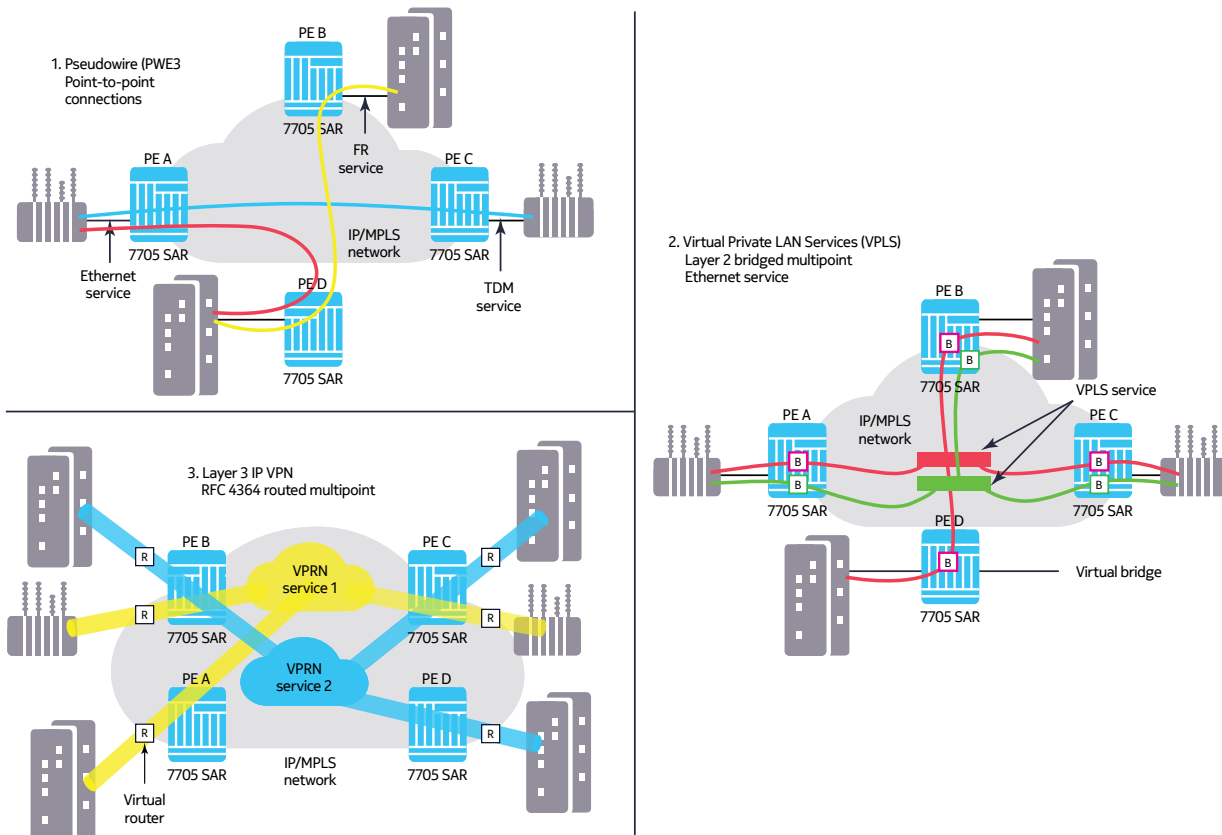 1. Pseudowire (PWE3
Point-to-point
connections
PE B
7705 SAR
FR
service
PE A
7705 SAR
PE C
7705 SAR
IP/MPLS
network
Ethernet
service
TDM
service
PE D
7705 SAR
2. Virtual Private LAN Services (VPLS)
Layer 2 bridged multipoint
Ethernet service
PE B
B
B
7705 SAR
VPLS service
PE A
B
B
7705 SAR
IP/MPLS
network
PE C
B
B
7705 SAR
PE D
B
7705 SAR
Virtual bridge
3. Layer 3 IP VPN
RFC 4364 routed multipoint
R
PE B
VPRN
service 1
PE C
R
R
7705 SAR
7705 SAR
R
VPRN
service 2
PE A
PE D
R
R
7705 SAR
7705 SAR
IP/MPLS
network
Virtual
router